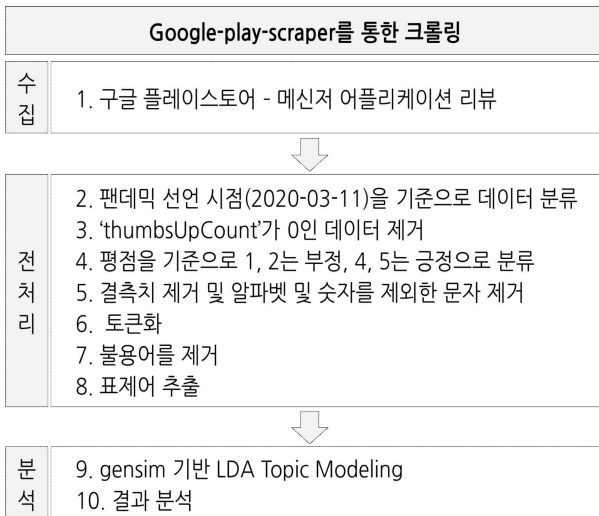 Google-play-scraper를 통한 크롤링
수집
1. 구글 플레이스토어 - 메신저 어플리케이션 리뷰
전처리
2. 팬데믹 선언 시점(2020-03-11)을 기준으로 데이터 분류
3. ‘thumbsUpCount’가 0인 데이터 제거
4. 평점을 기준으로 1, 2는 부정, 4, 5는 긍정으로 분류
5. 결측치 제거 및 알파벳 및 숫자를 제외한 문자 제거
6. 토큰화
7. 불용어를 제거
8. 표제어 추출
분석
9. gensim 기반 LDA Topic Modeling
10. 결과 분석